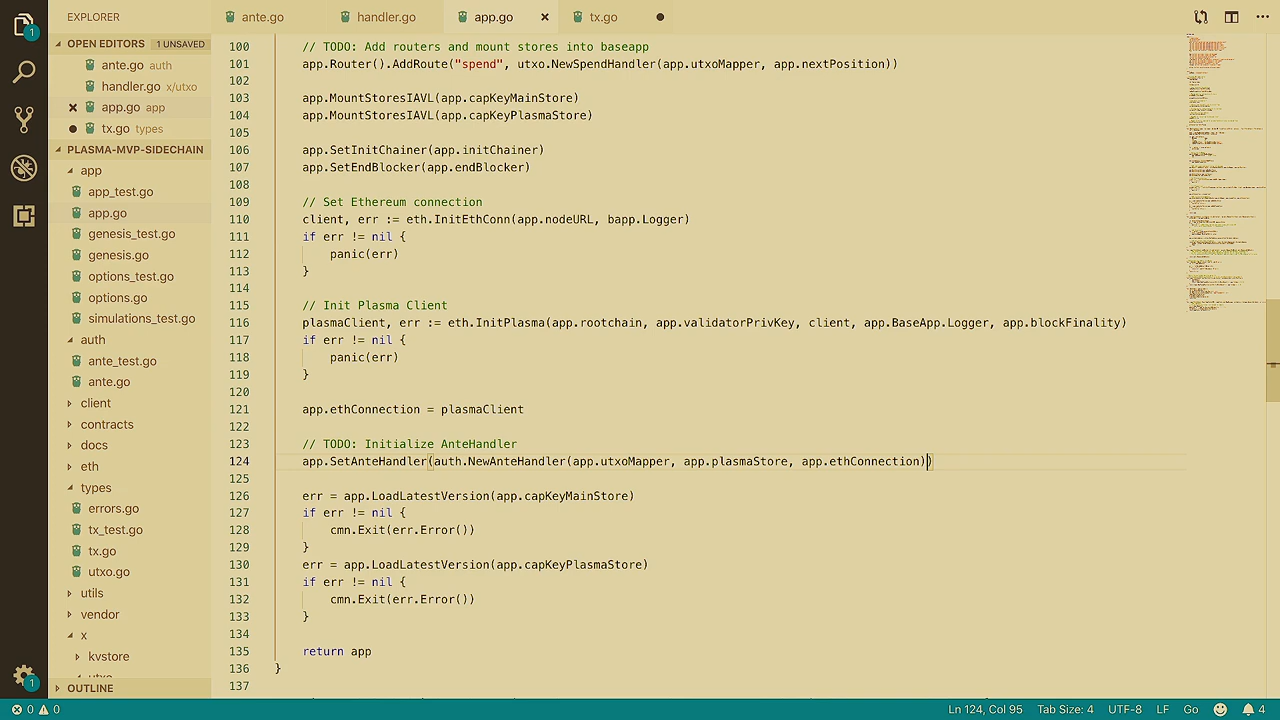 EXPLORER
OPEN EDITORS 1 UNSAVED
ante.go auth
handler.go x/utxo
app.go app
tx.go types
PLASMA-MVP-SIDECHAIN
app
app_test.go
app.go
genesis_test.go
genesis.go
options_test.go
options.go
simulations_test.go
auth
ante_test.go
ante.go
client
contracts
docs
eth
types
errors.go
tx_test.go
tx.go
utxo.go
utils
vendor
x
kvstore
utxo
OUTLINE
1
1
ante.go handler.go app.go tx.go
100 // TODO: Add routers and mount stores into baseapp
101 app.Router().AddRoute("spend", utxo.NewSpendHandler(app.utxoMapper, app.nextPosition))
102
103 app.MountStoresIAVL(app.capKeyMainStore)
104 app.MountStoresIAVL(app.capKeyPlasmaStore)
105
106 app.SetInitChainer(app.initChainer)
107 app.SetEndBlocker(app.endBlocker)
108
109 // Set Ethereum connection
110 client, err := eth.InitEthConn(app.nodeURL, bapp.Logger)
111 if err != nil {
112 panic(err)
113 }
114
115 // Init Plasma Client
116 plasmaClient, err := eth.InitPlasma(app.rootchain, app.validatorPrivKey, client, app.BaseApp.Logger, app.blockFinality)
117 if err != nil {
118 panic(err)
119 }
120
121 app.ethConnection = plasmaClient
122
123 // TODO: Initialize AnteHandler
124 app.SetAnteHandler(auth.NewAnteHandler(app.utxoMapper, app.plasmaStore, app.ethConnection))
125
126 err = app.LoadLatestVersion(app.capKeyMainStore)
127 if err != nil {
128 cmn.Exit(err.Error())
129 }
130 err = app.LoadLatestVersion(app.capKeyPlasmaStore)
131 if err != nil {
132 cmn.Exit(err.Error())
133 }
134
135 return app
136 }
137
0 0 Ln 124, Col 95 Tab Size: 4 UTF-8 LF Go 4